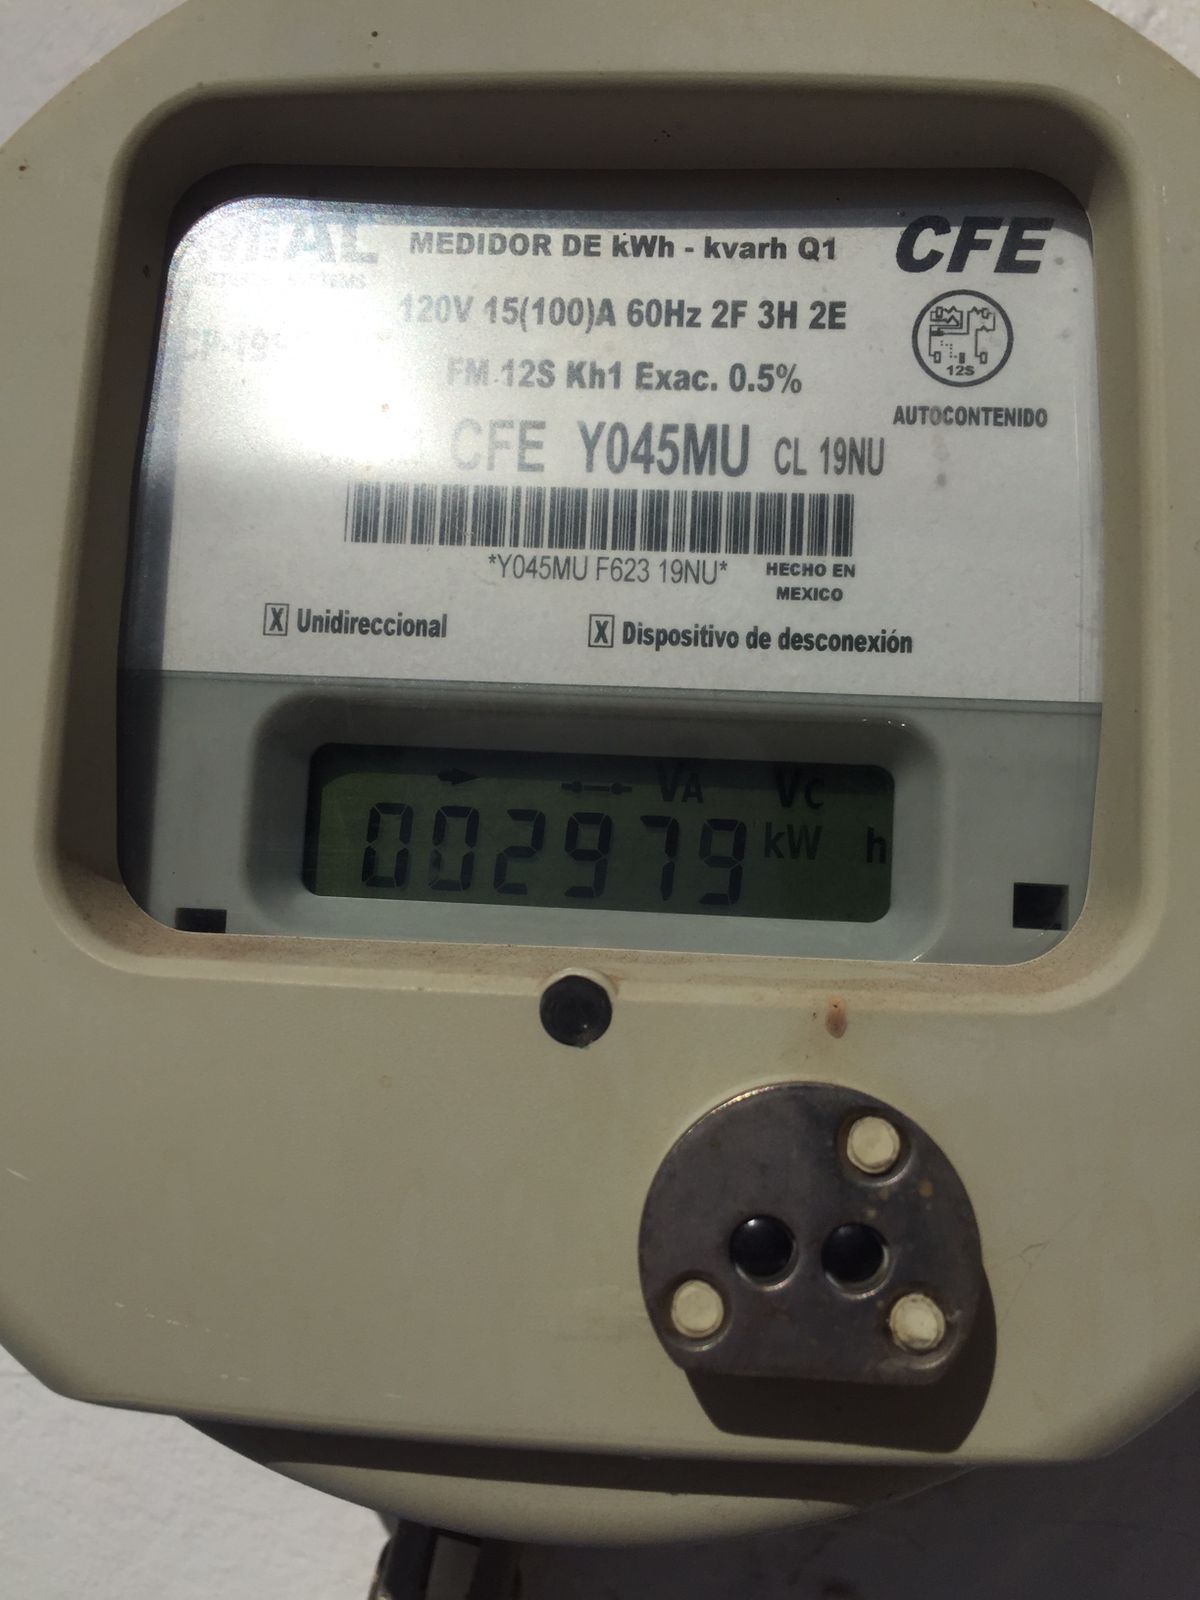 MEDIDOR DE kWh - kvarh Q1
CFE
120V 15(100)A 60Hz 2F 3H 2E
12S
FM 12S Kh1 Exac. 0.5%
AUTOCONTENIDO
CFE Y045MU CL 19NU
*Y045MU F623 19NU*
HECHO EN
MEXICO
X Unidireccional
X Dispositivo de desconexión
VA VC
002979 kW h